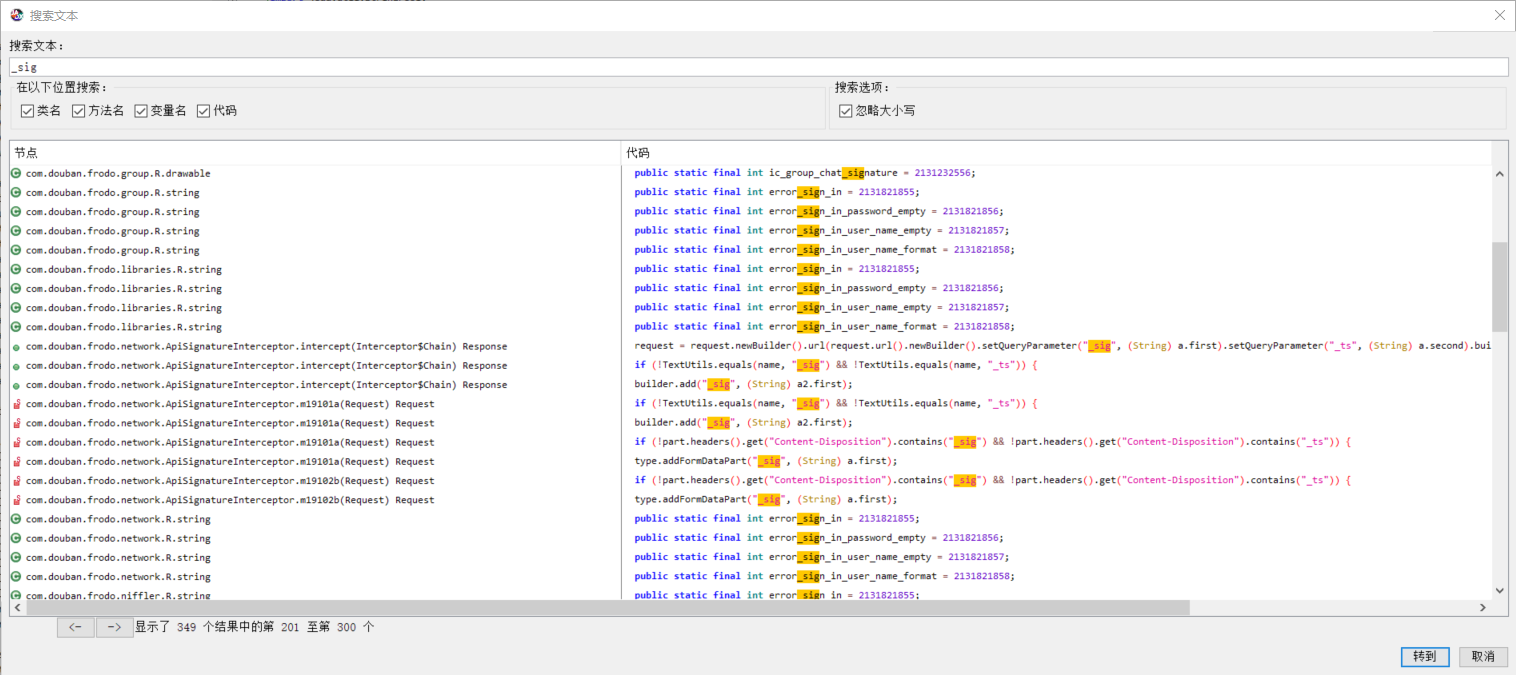 搜索文本
搜索文本:
_sig
在以下位置搜索:
搜索选项:
类名 方法名 变量名 代码
忽略大小写
节点 代码
com.douban.frodo.group.R.drawable public static final int ic_group_chat_signature = 2131232556;
com.douban.frodo.group.R.string public static final int error_sign_in = 2131821855;
com.douban.frodo.group.R.string public static final int error_sign_in_password_empty = 2131821856;
com.douban.frodo.group.R.string public static final int error_sign_in_user_name_empty = 2131821857;
com.douban.frodo.group.R.string public static final int error_sign_in_user_name_format = 2131821858;
com.douban.frodo.libraries.R.string public static final int error_sign_in = 2131821855;
com.douban.frodo.libraries.R.string public static final int error_sign_in_password_empty = 2131821856;
com.douban.frodo.libraries.R.string public static final int error_sign_in_user_name_empty = 2131821857;
com.douban.frodo.libraries.R.string public static final int error_sign_in_user_name_format = 2131821858;
com.douban.frodo.network.ApiSignatureInterceptor.intercept(Interceptor$Chain) Response request = request.newBuilder().url(request.url().newBuilder().setQueryParameter("_sig", (String) a.first).setQueryParameter("_ts", (String) a.second).bui
com.douban.frodo.network.ApiSignatureInterceptor.intercept(Interceptor$Chain) Response if (!TextUtils.equals(name, "_sig") && !TextUtils.equals(name, "_ts")) {
com.douban.frodo.network.ApiSignatureInterceptor.intercept(Interceptor$Chain) Response builder.add("_sig", (String) a2.first);
com.douban.frodo.network.ApiSignatureInterceptor.m19101a(Request) Request if (!TextUtils.equals(name, "_sig") && !TextUtils.equals(name, "_ts")) {
com.douban.frodo.network.ApiSignatureInterceptor.m19101a(Request) Request builder.add("_sig", (String) a2.first);
com.douban.frodo.network.ApiSignatureInterceptor.m19101a(Request) Request if (!part.headers().get("Content-Disposition").contains("_sig") && !part.headers().get("Content-Disposition").contains("_ts")) {
com.douban.frodo.network.ApiSignatureInterceptor.m19101a(Request) Request type.addFormDataPart("_sig", (String) a.first);
com.douban.frodo.network.ApiSignatureInterceptor.m19102b(Request) Request if (!part.headers().get("Content-Disposition").contains("_sig") && !part.headers().get("Content-Disposition").contains("_ts")) {
com.douban.frodo.network.ApiSignatureInterceptor.m19102b(Request) Request type.addFormDataPart("_sig", (String) a.first);
com.douban.frodo.network.R.string public static final int error_sign_in = 2131821855;
com.douban.frodo.network.R.string public static final int error_sign_in_password_empty = 2131821856;
com.douban.frodo.network.R.string public static final int error_sign_in_user_name_empty = 2131821857;
com.douban.frodo.network.R.string public static final int error_sign_in_user_name_format = 2131821858;
com.douban.frodo.niffler.R.string public static final int error_sign_in = 2131821855;
<- -> 显示了 349 个结果中的第 201 至第 300 个
转到 取消